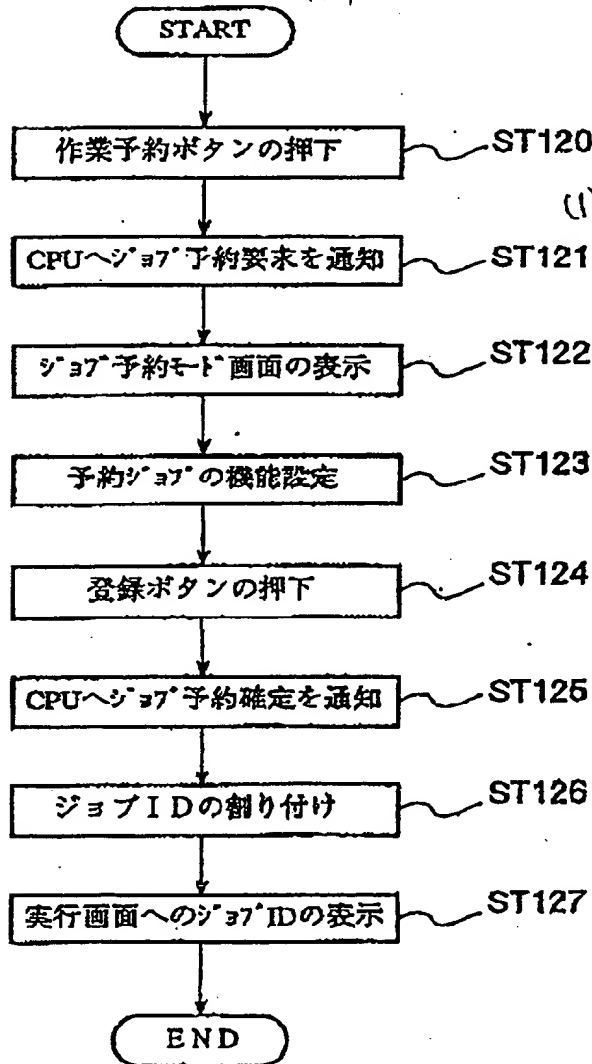 START
作業予約ボタンの押下
ST120
CPUへジョブ予約要求を通知
ST121
ジョブ予約モード画面の表示
ST122
予約ジョブの機能設定
ST123
登録ボタンの押下
ST124
CPUへジョブ予約確定を通知
ST125
ジョブIDの割り付け
ST126
実行画面へのジョブIDの表示
ST127
END